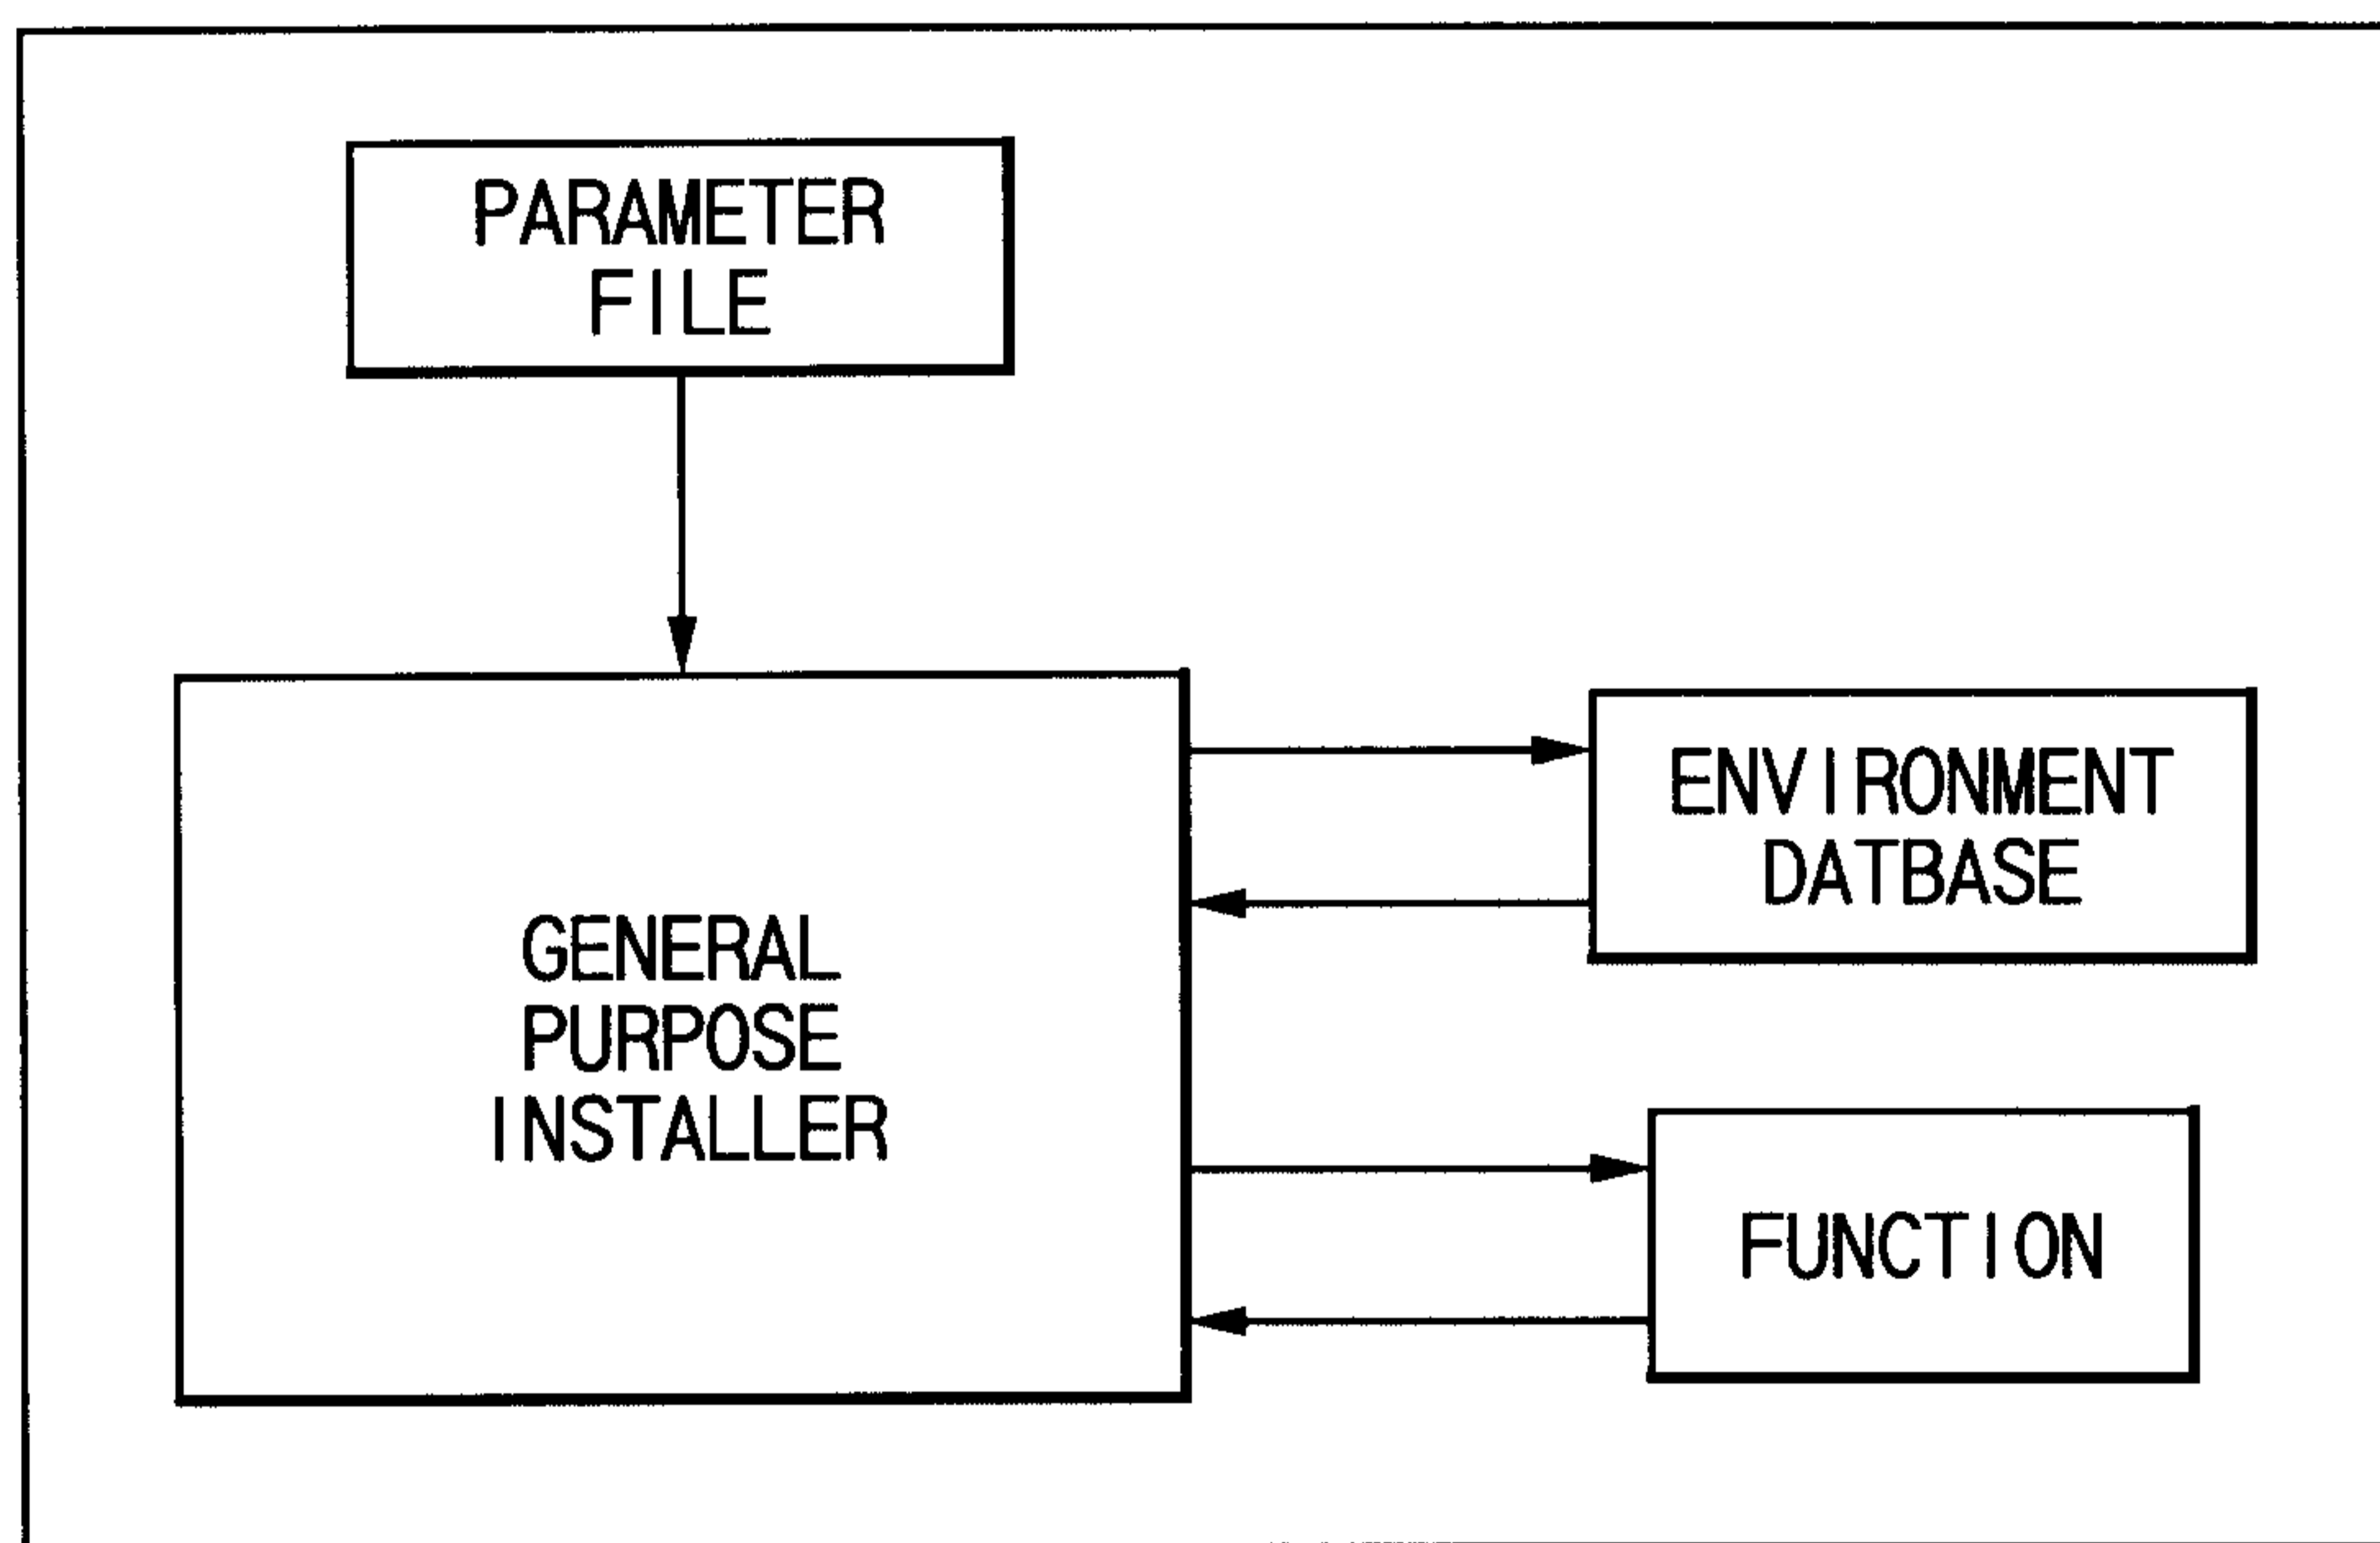 PARAMETER
FILE
ENVIRONMENT
DATBASE
GENERAL
PURPOSE
INSTALLER
FUNCTION